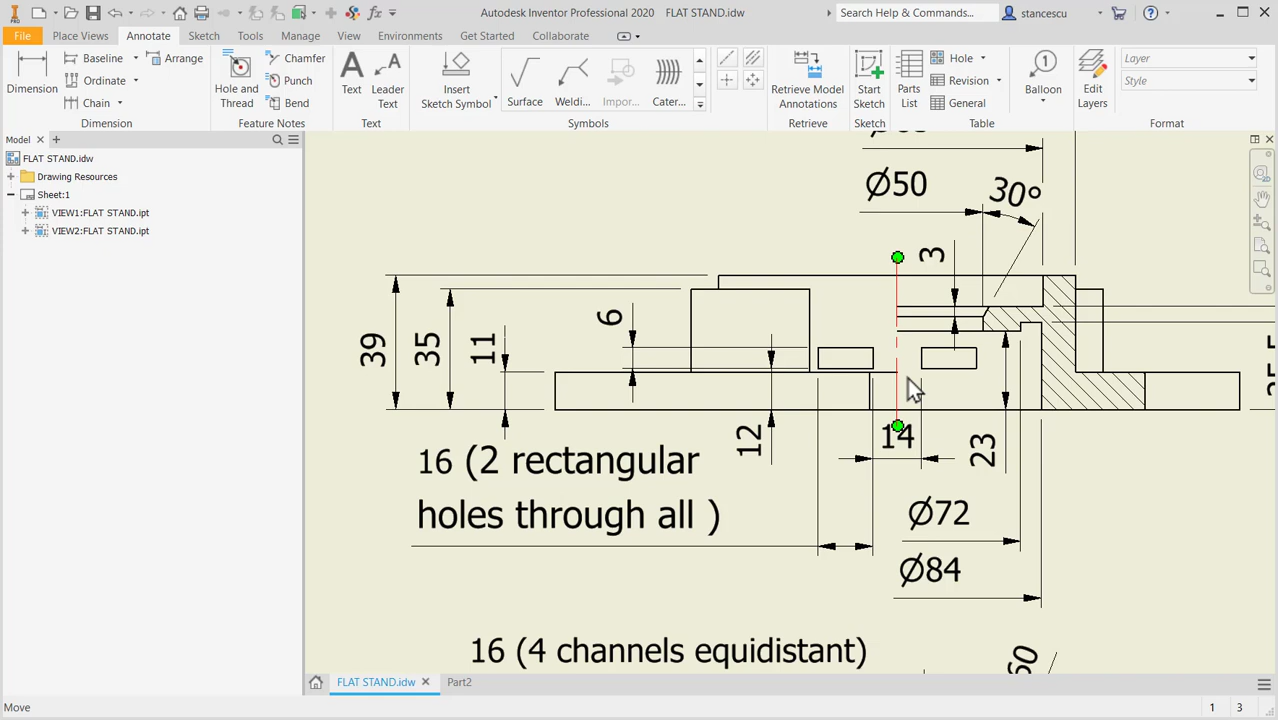 Autodesk Inventor Professional 2020 FLAT STAND.idw
Search Help & Commands...
stancescu
PRO
File
Place Views
Annotate
Sketch
Tools
Manage
View
Environments
Get Started
Collaborate
Dimension
Baseline
Ordinate
Chain
Arrange
Dimension
Hole and
Thread
Chamfer
Punch
Bend
Feature Notes
Text
Leader
Text
Text
Insert
Sketch Symbol
Surface
Weldi...
Impor...
Cater...
Symbols
Retrieve Model
Annotations
Retrieve
Start
Sketch
Sketch
Parts
List
Hole
Revision
General
Table
Balloon
Edit
Layers
Layer
Style
Format
Model
FLAT STAND.idw
Drawing Resources
Sheet:1
VIEW1:FLAT STAND.ipt
VIEW2:FLAT STAND.ipt
Ø50
30°
3
39
35
11
6
12
14
23
16 (2 rectangular
holes through all )
Ø72
Ø84
16 (4 channels equidistant)
60
FLAT STAND.idw
Part2
Move
1
3